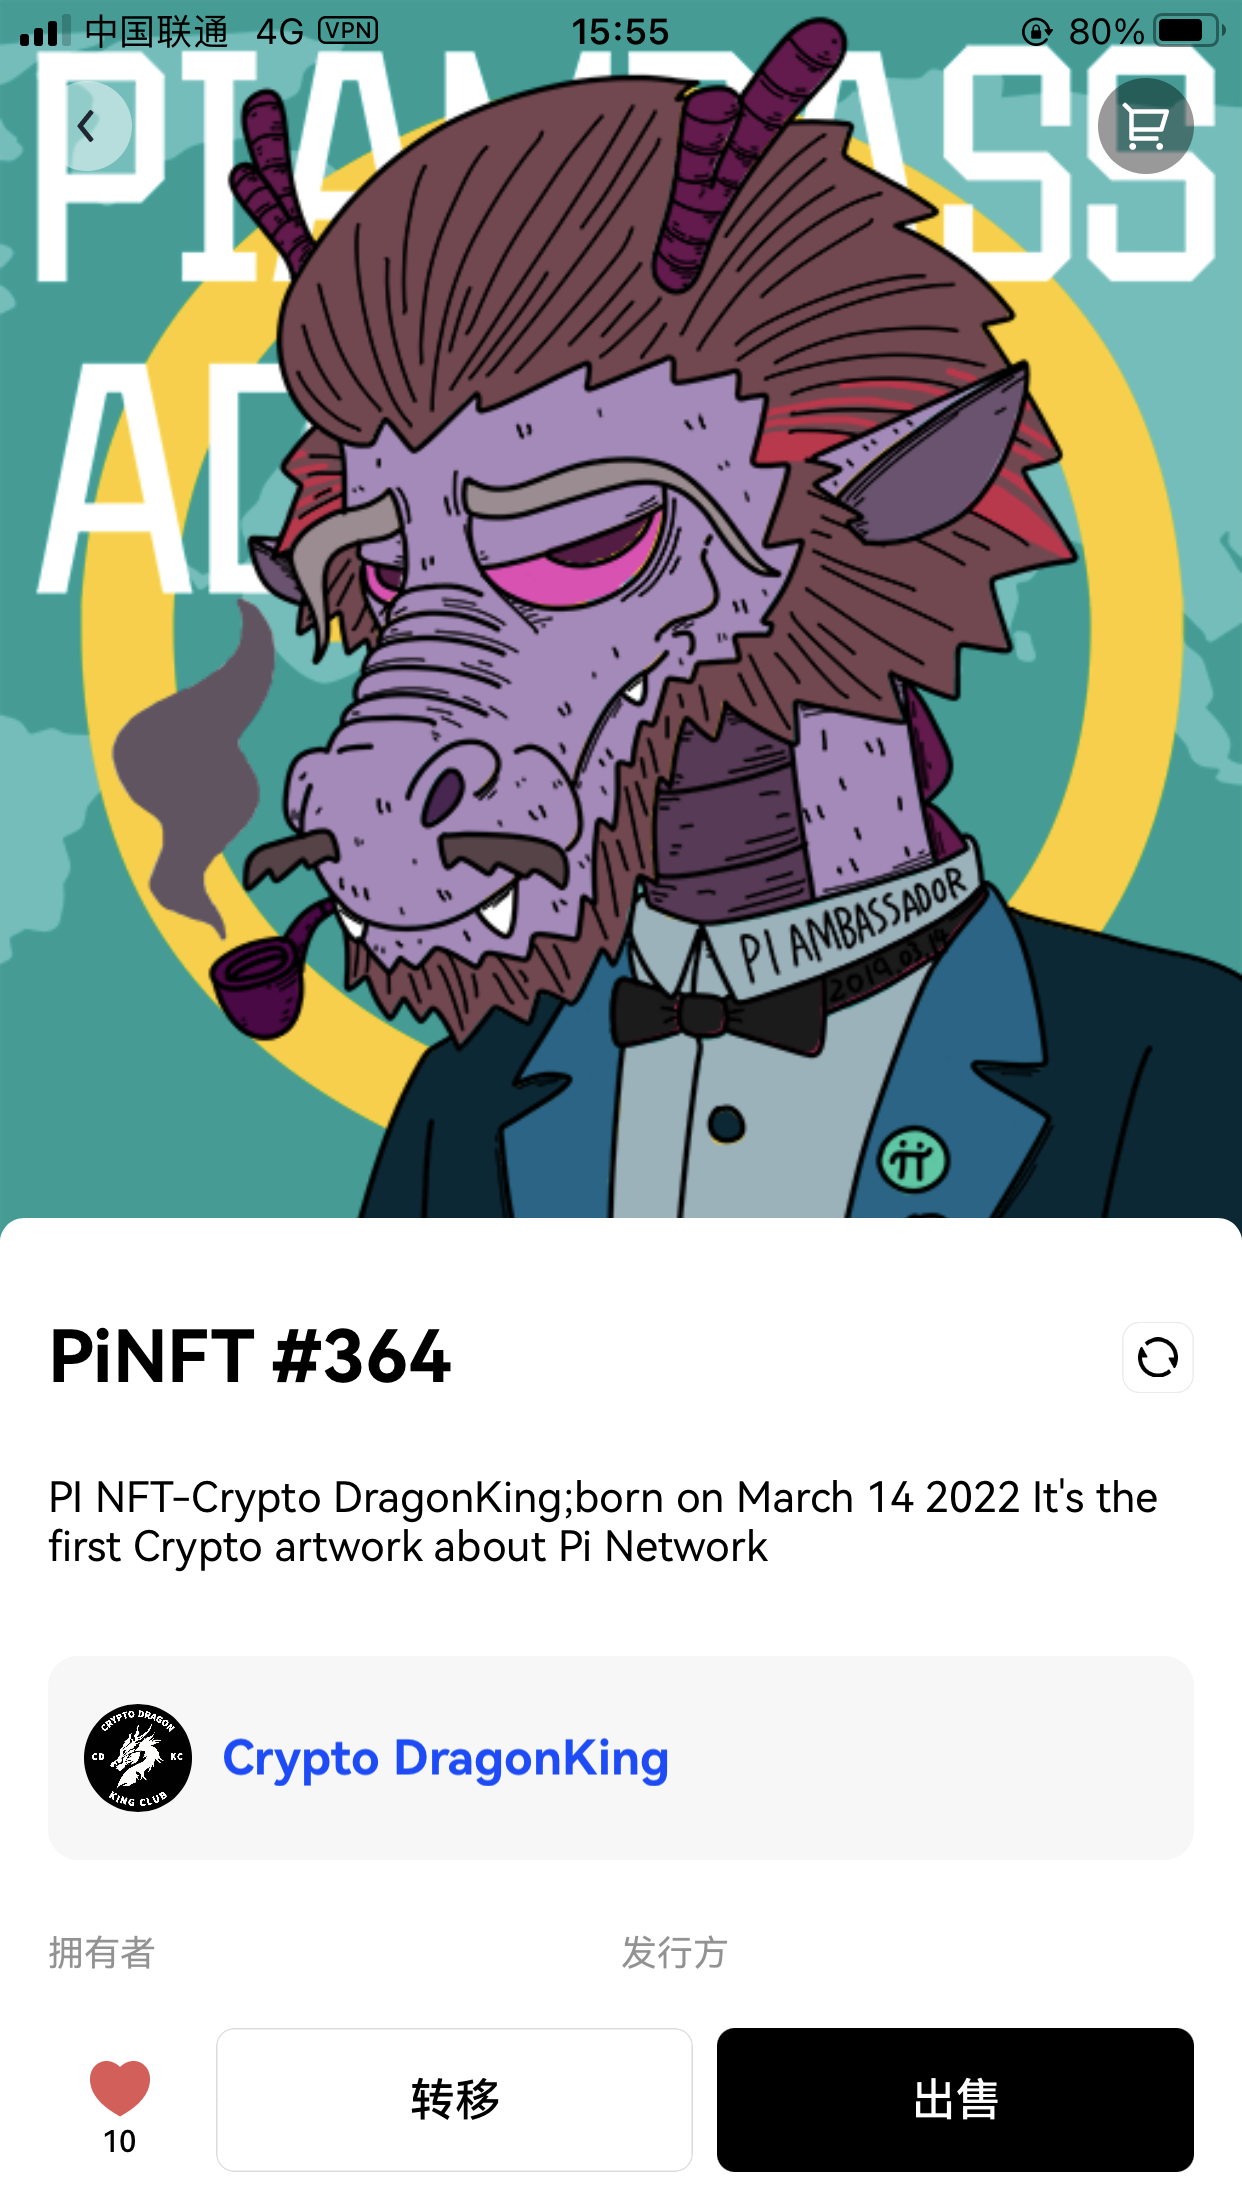 中国联通 4G VPN 15:55 80%
PIAMBASS
AD
PI AMBASSADOR
2019.03.14
PiNFT #364
PI NFT-Crypto DragonKing;born on March 14 2022 It's the
first Crypto artwork about Pi Network
CRYPTO DRAGON
CD KC
KING CLUB
Crypto DragonKing
拥有者 发行方
10 转移 出售